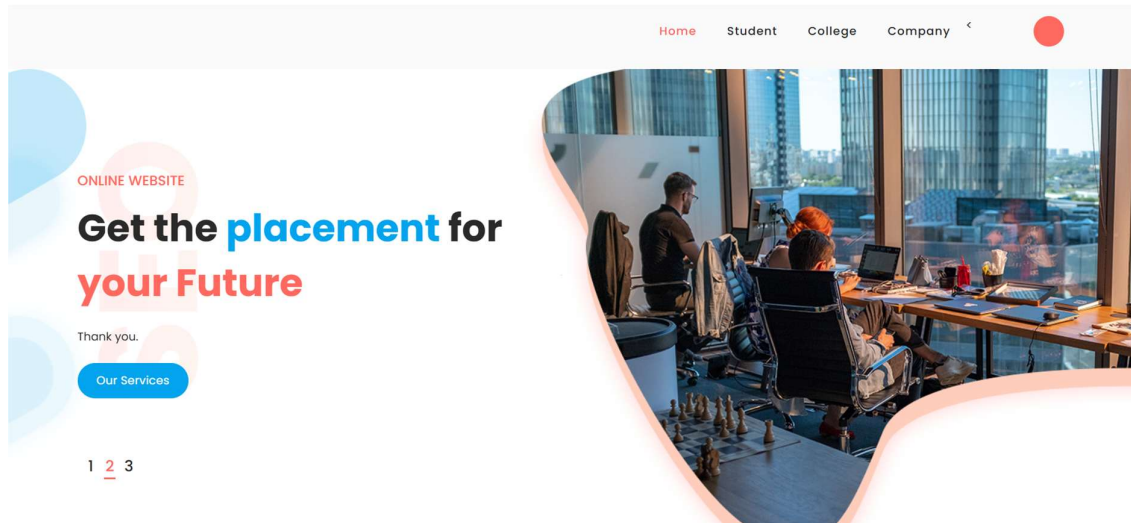 Home Student College Company <
SEO
ONLINE WEBSITE
Get the placement for
your Future
Thank you.
Our Services
1 2 3